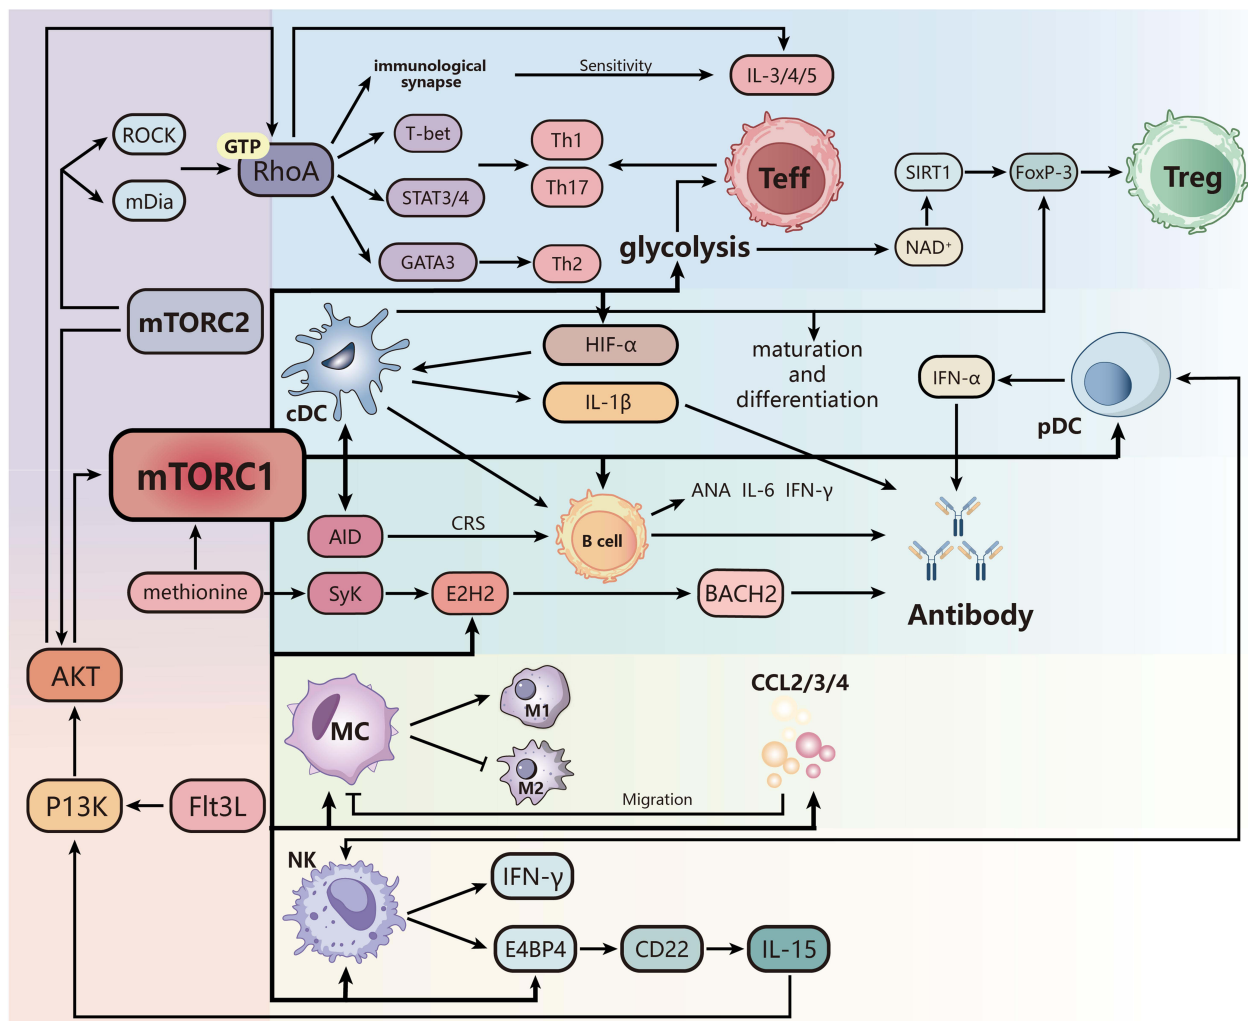 immunological
synapse
Sensitivity
IL-3/4/5
ROCK
GTP
RhoA
mDia
T-bet
STAT3/4
GATA3
Th1
Th17
Th2
Teff
SIRT1
FoxP-3
Treg
glycolysis
NAD⁺
mTORC2
cDC
HIF-α
IL-1β
maturation
and
differentiation
IFN-α
pDC
mTORC1
AID
CRS
B cell
ANA IL-6 IFN-γ
methionine
SyK
E2H2
BACH2
Antibody
AKT
MC
M1
M2
CCL2/3/4
Migration
P13K
Flt3L
NK
IFN-γ
E4BP4
CD22
IL-15